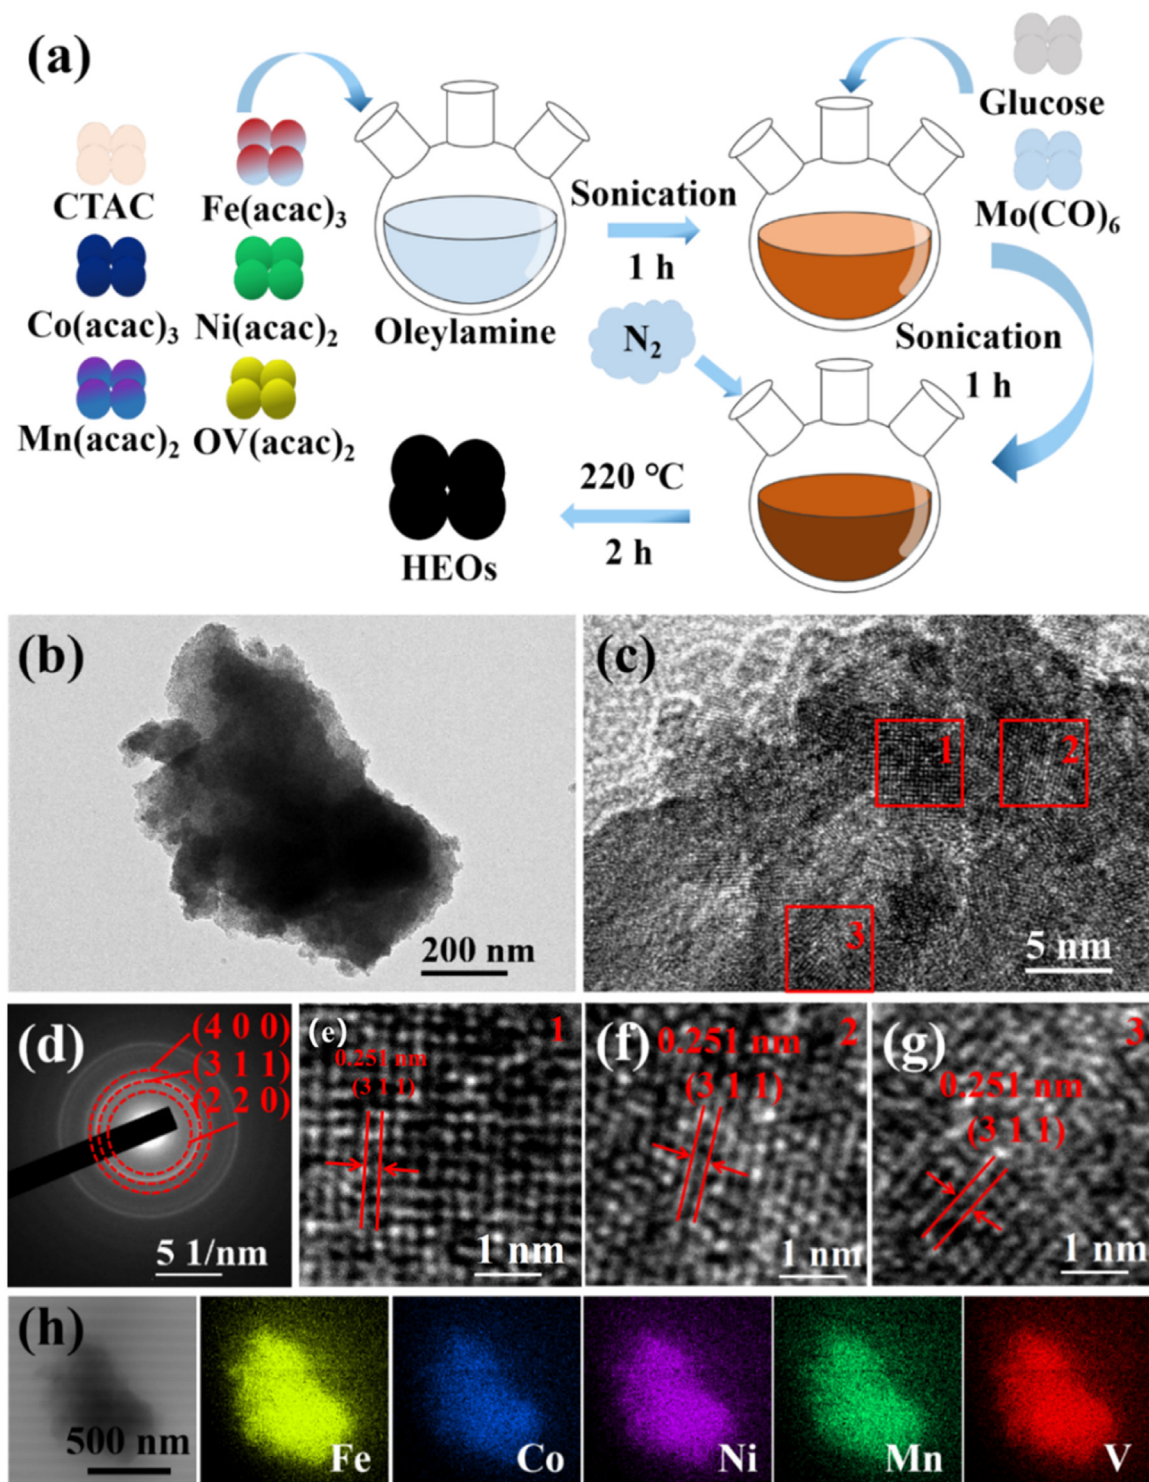 (a)
CTAC
Fe(acac)3
Co(acac)3
Ni(acac)2
Mn(acac)2
OV(acac)2
Oleylamine
Sonication
1 h
Glucose
Mo(CO)6
Sonication
1 h
N2
220 °C
2 h
HEOs
(b)
200 nm
(c)
1
2
3
5 nm
(d)
(4 0 0)
(3 1 1)
(2 2 0)
5 1/nm
(e)
1
0.251 nm
(3 1 1)
1 nm
(f)
2
0.251 nm
(3 1 1)
1 nm
(g)
3
0.251 nm
(3 1 1)
1 nm
(h)
500 nm
Fe
Co
Ni
Mn
V